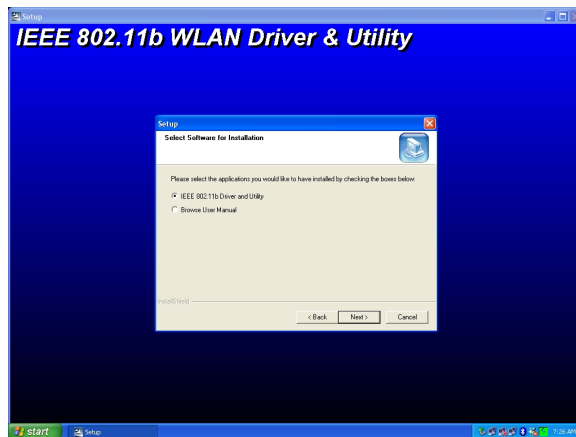 Setup
IEEE 802.11b WLAN Driver & Utility
Setup
Select Software for Installation
Please select the applications you would like to have installed by checking the boxes below.
IEEE 802.11b Driver and Utility
Browse User Manual
InstallShield
< Back
Next >
Cancel
start
Setup
7:26 AM